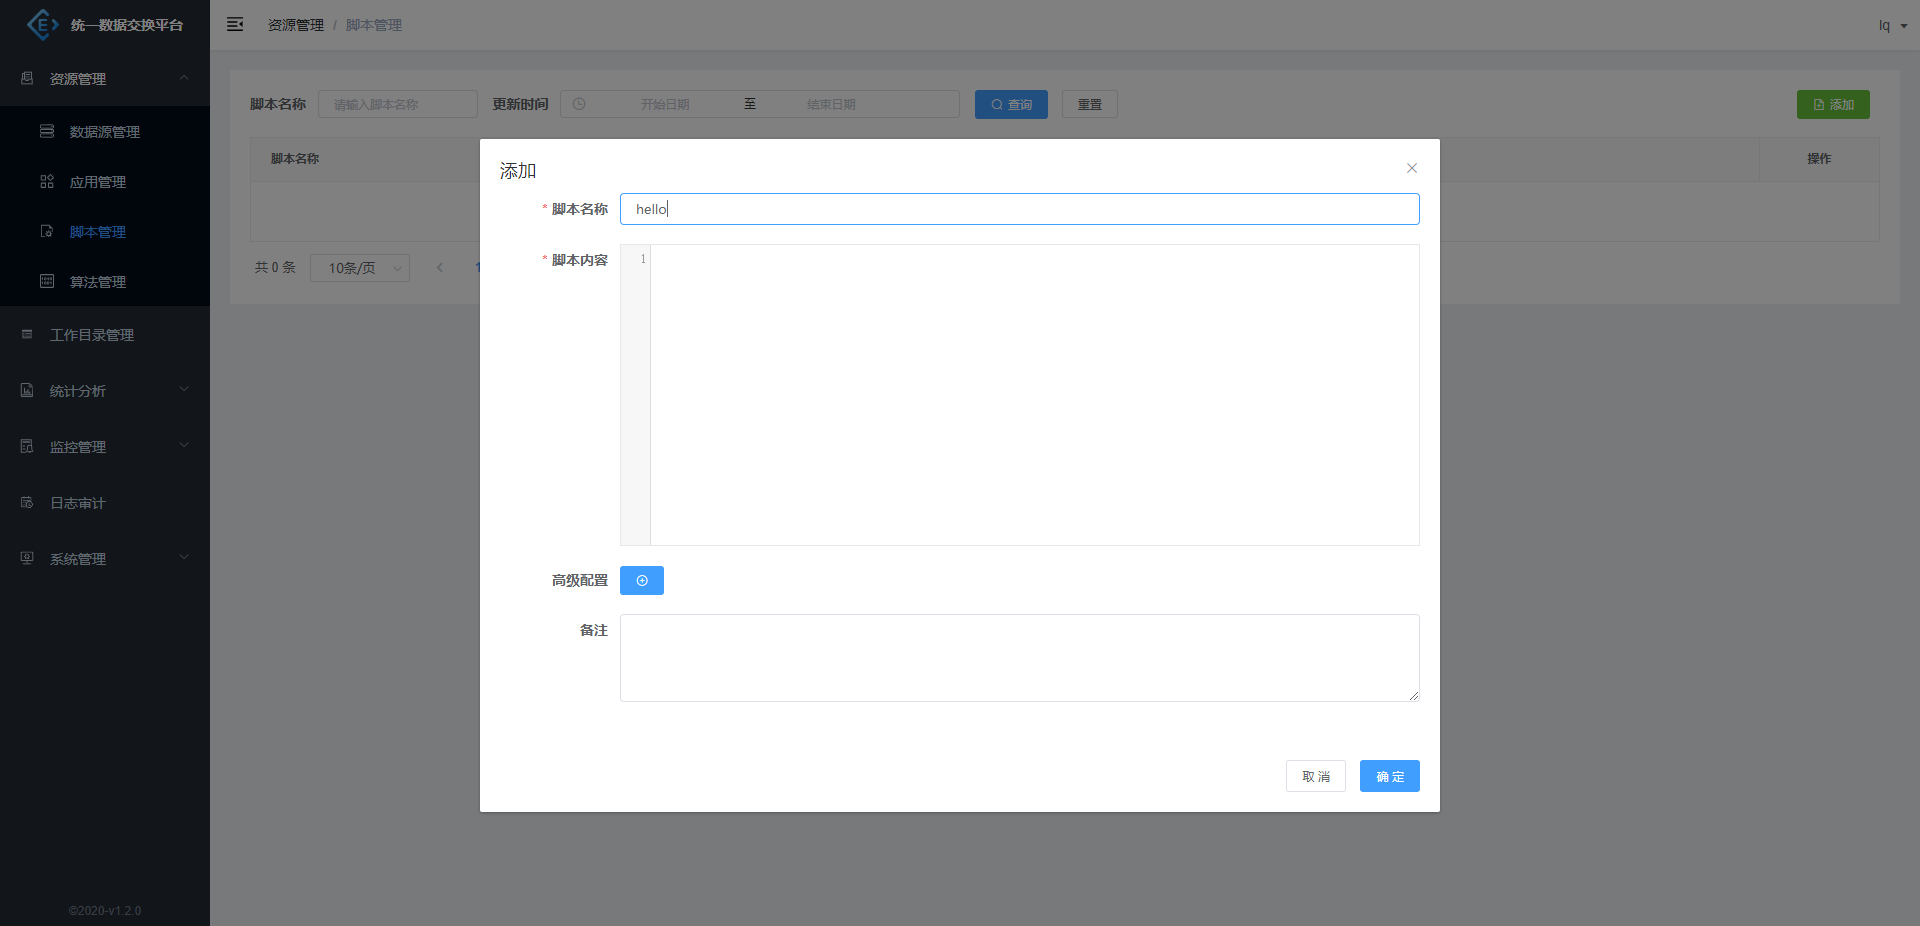 统一数据交换平台
资源管理 / 脚本管理
lq
资源管理
数据源管理
应用管理
脚本管理
算法管理
工作目录管理
统计分析
监控管理
日志审计
系统管理
©2020-v1.2.0
脚本名称 请输入脚本名称 更新时间 开始日期 至 结束日期 查询 重置 添加
脚本名称 操作
共 0 条 10条/页 1
添加
* 脚本名称 hello
* 脚本内容 1
高级配置
备注
取消 确定